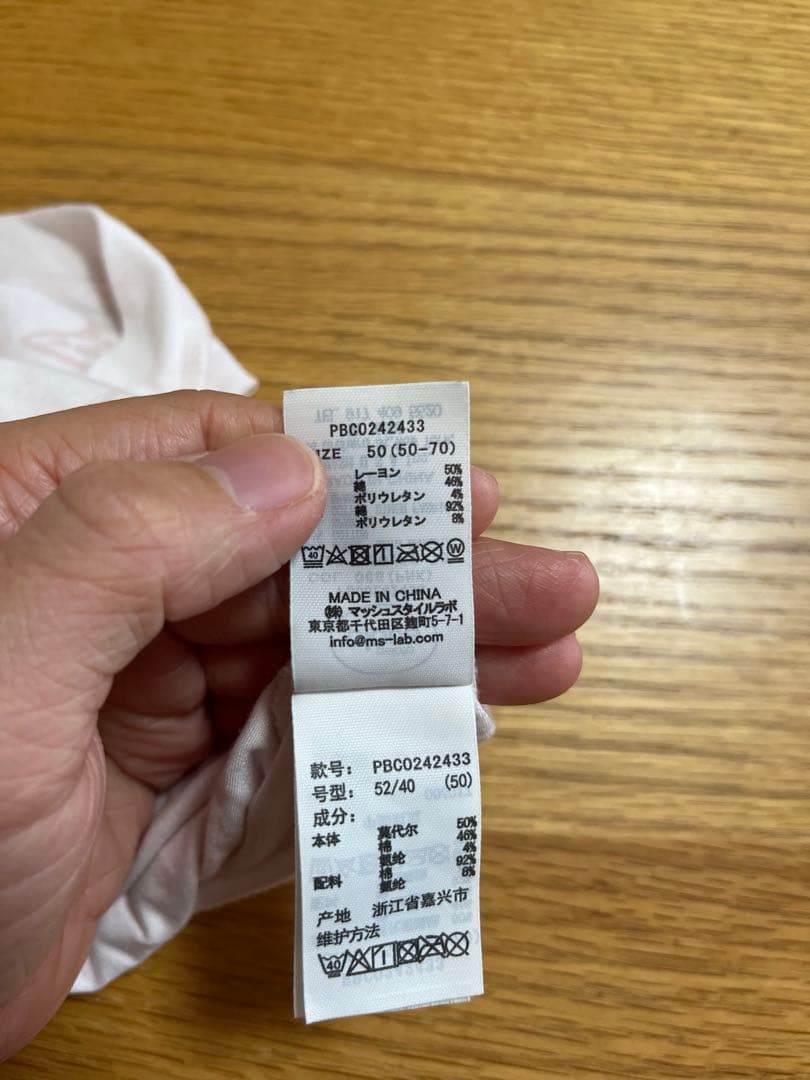 PBCO242433
IZE 50(50-70)
レーヨン 50%
綿 46%
ポリウレタン 4%
綿 92%
ポリウレタン 8%
40 W
MADE IN CHINA
㈱ マッシュスタイルラボ
東京都千代田区麹町5-7-1
info@ms-lab.com
款号: PBCO242433
号型: 52/40 (50)
成分:
本体 莫代尔 50%
棉 46%
氨纶 4%
配料 棉 92%
氨纶 8%
产地 浙江省嘉兴市
维护方法
40